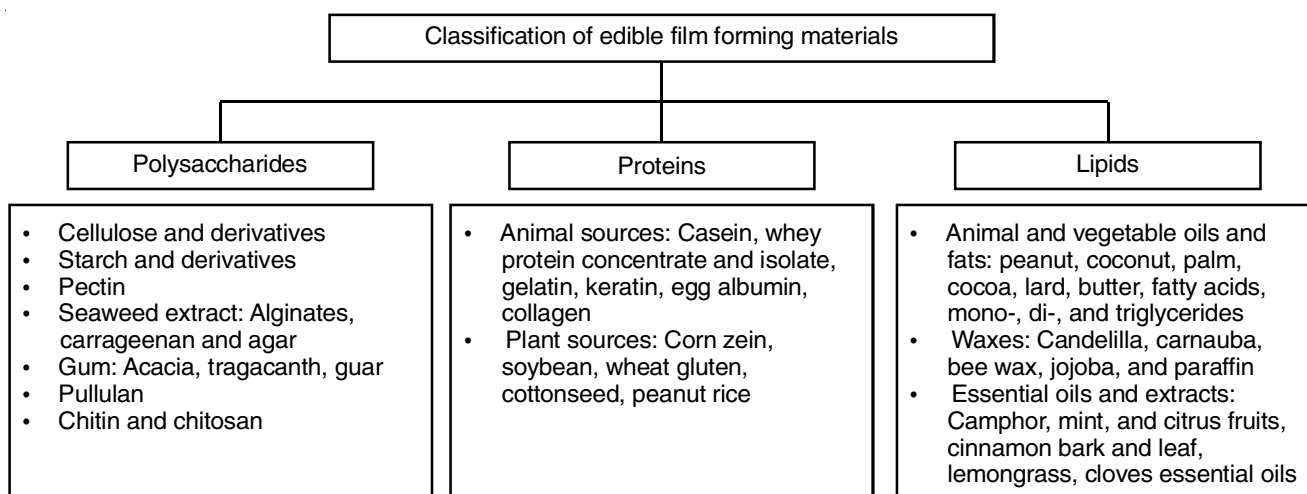 Classification of edible film forming materials
Polysaccharides
• Cellulose and derivatives
• Starch and derivatives
• Pectin
• Seaweed extract: Alginates,
carrageenan and agar
• Gum: Acacia, tragacanth, guar
• Pullulan
• Chitin and chitosan
Proteins
• Animal sources: Casein, whey
protein concentrate and isolate,
gelatin, keratin, egg albumin,
collagen
• Plant sources: Corn zein,
soybean, wheat gluten,
cottonseed, peanut rice
Lipids
• Animal and vegetable oils and
fats: peanut, coconut, palm,
cocoa, lard, butter, fatty acids,
mono-, di-, and triglycerides
• Waxes: Candelilla, carnauba,
bee wax, jojoba, and paraffin
• Essential oils and extracts:
Camphor, mint, and citrus fruits,
cinnamon bark and leaf,
lemongrass, cloves essential oils